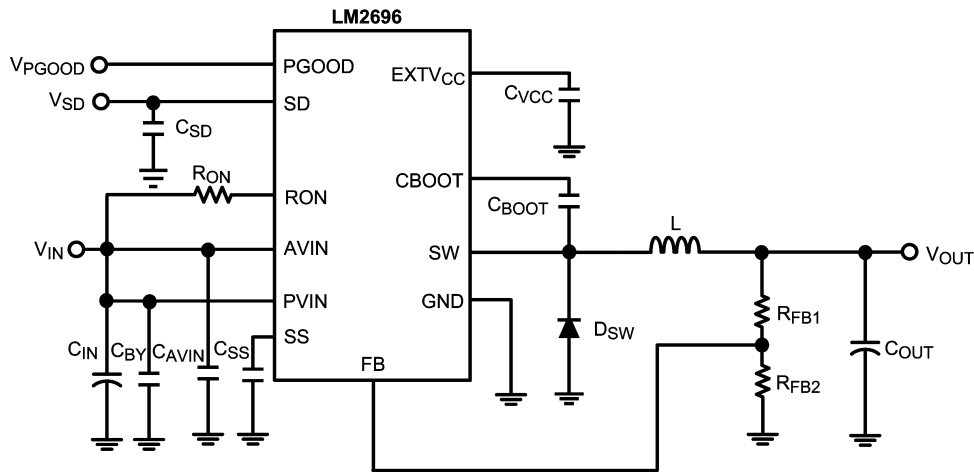 LM2696
VPGOOD
PGOOD
EXTVCC
VSD
SD
CVCC
CSD
RON
RON
CBOOT
CBOOT
VIN
AVIN
SW
L
VOUT
PVIN
GND
RFB1
DSW
SS
CIN
CBY
CAVIN
CSS
FB
COUT
RFB2